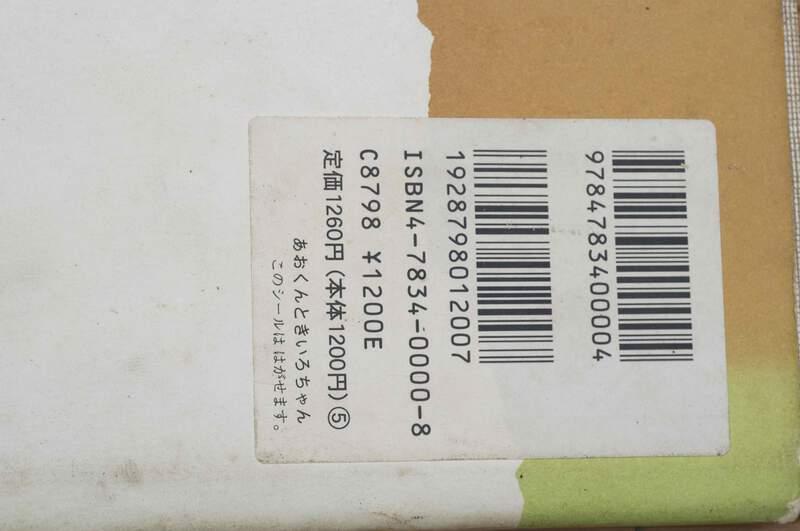 9784783400004
1928798012007
ISBN4-7834-0000-8
C8798 ¥1200E
定価1260円(本体1200円)⑤
あおくんときいろちゃん
このシールは はがせます。